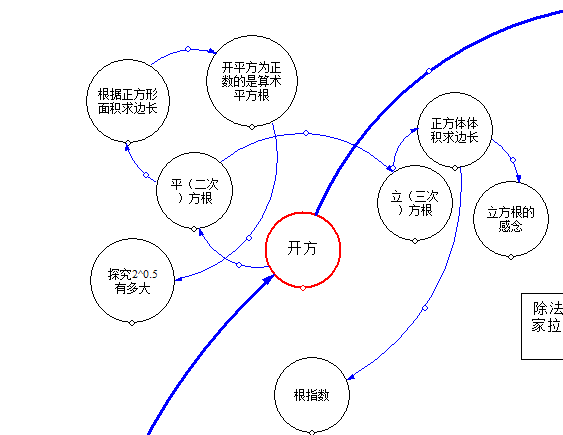 开平方为正
数的是算术
平方根
根据正方形
面积求边长
正方体体
积求边长
平（二次
）方根
立（三次
）方根
立方根的
感念
开方
探究2^0.5
有多大
除法
家拉
根指数